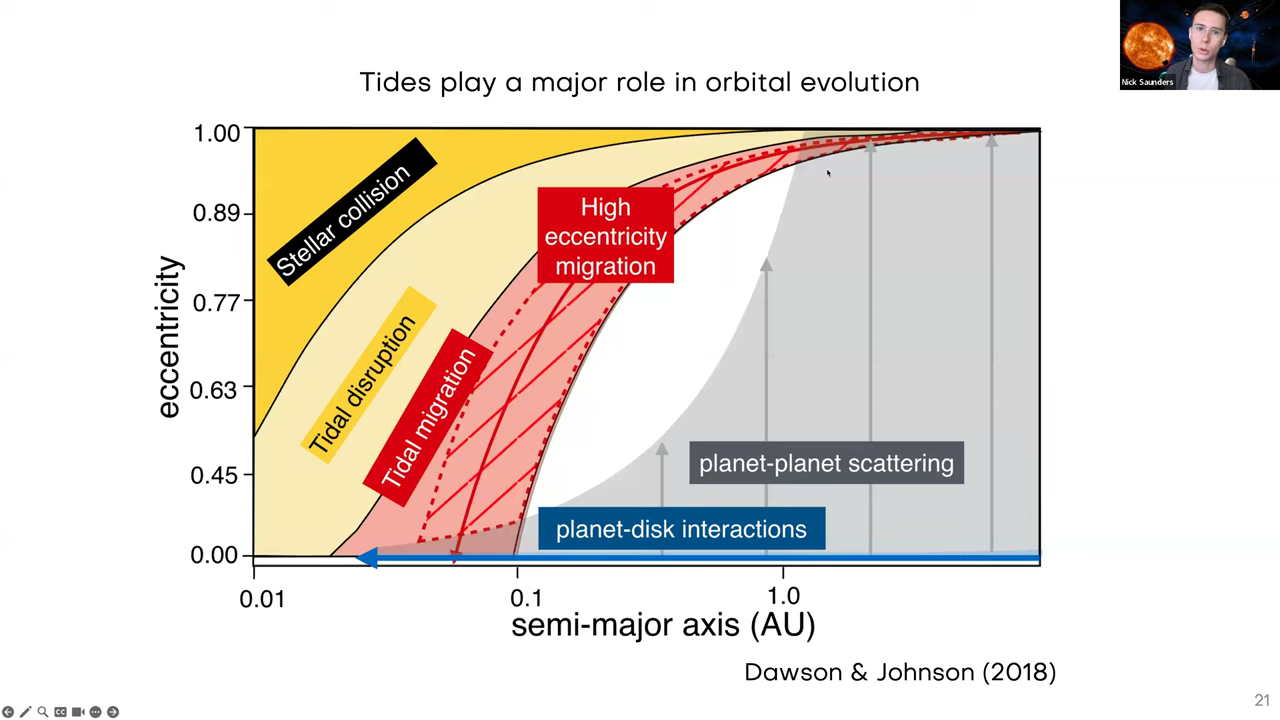 Nick Saunders
Tides play a major role in orbital evolution
1.00
0.89
0.77
0.63
0.45
0.00
eccentricity
Stellar collision
Tidal disruption
Tidal migration
High
eccentricity
migration
planet-planet scattering
planet-disk interactions
0.01
0.1
1.0
semi-major axis (AU)
Dawson & Johnson (2018)
21
CC